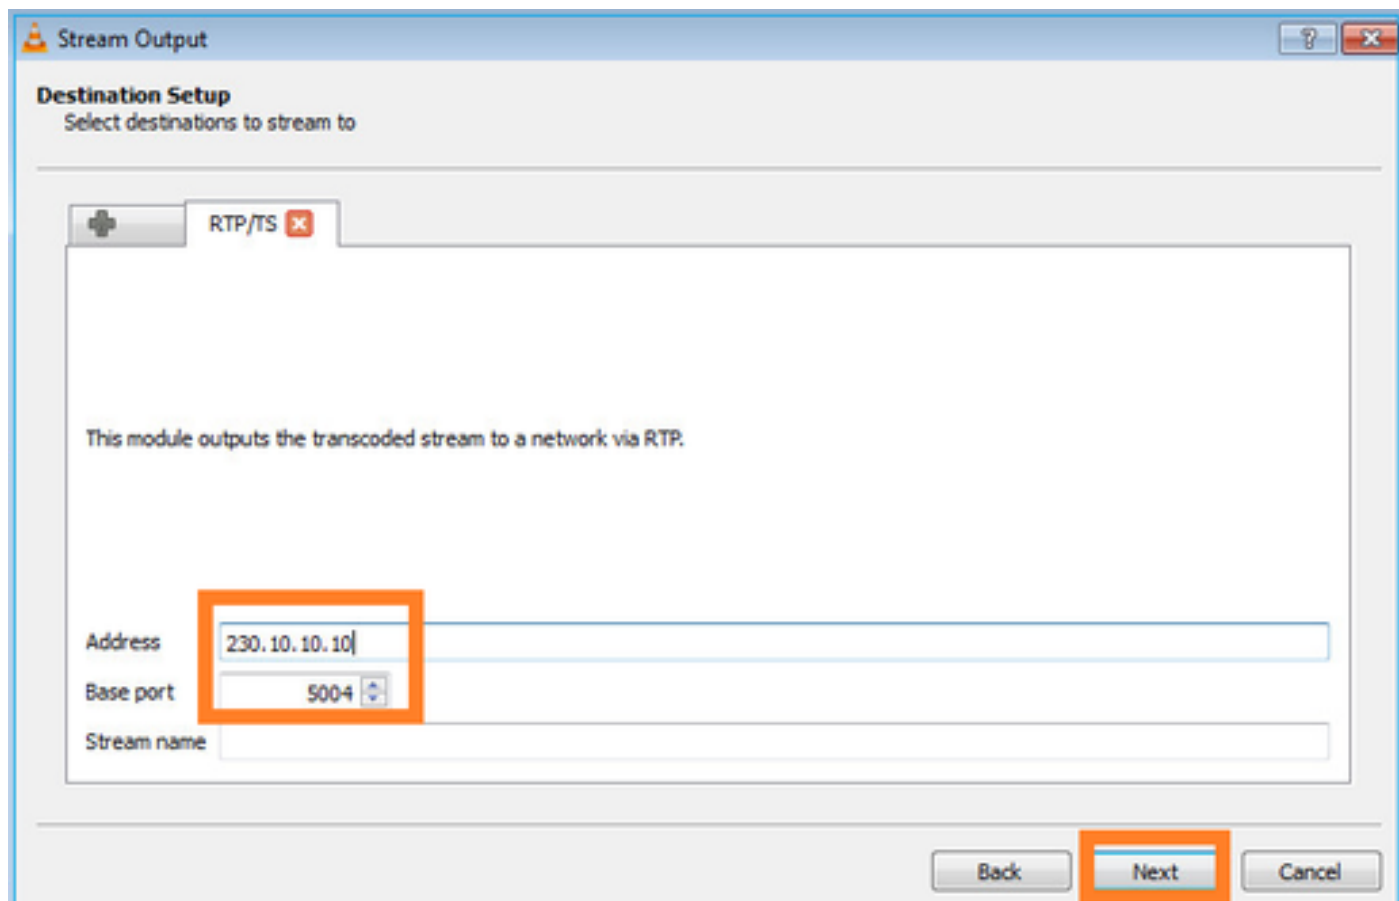 Stream Output
Destination Setup
Select destinations to stream to
RTP/TS
This module outputs the transcoded stream to a network via RTP.
Address 230.10.10.10
Base port 5004
Stream name
Back Next Cancel